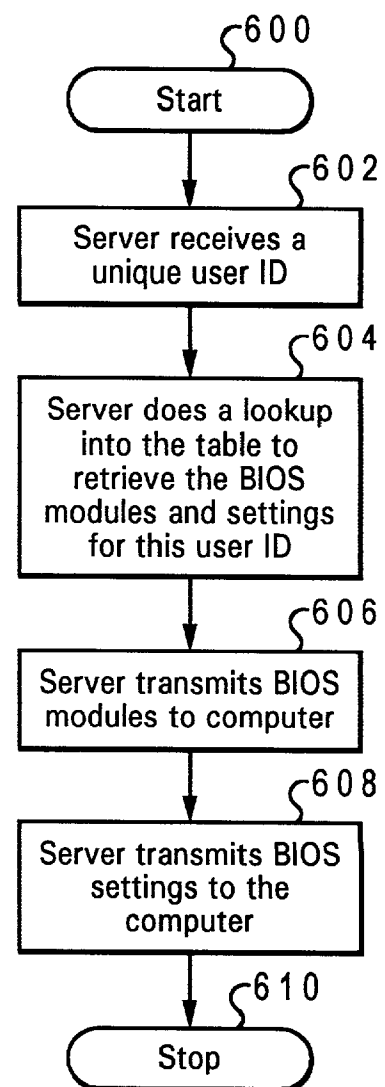 600
Start
602
Server receives a
unique user ID
604
Server does a lookup
into the table to
retrieve the BIOS
modules and settings
for this user ID
606
Server transmits BIOS
modules to computer
608
Server transmits BIOS
settings to the
computer
610
Stop